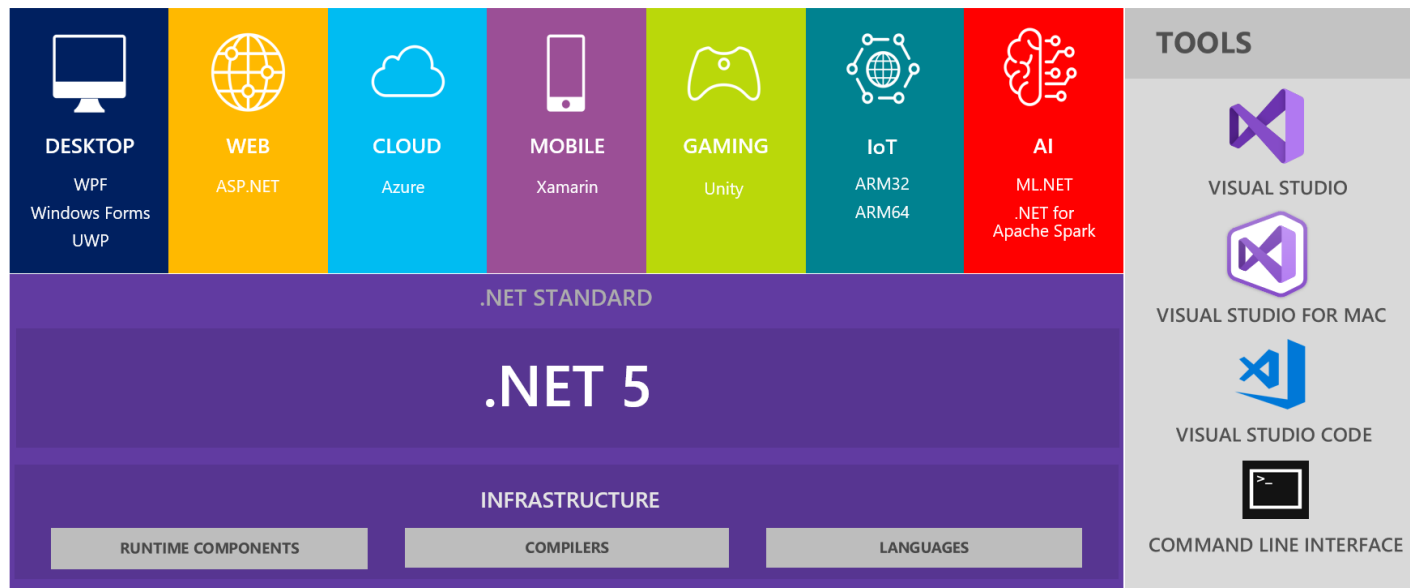 DESKTOP
WPF
Windows Forms
UWP
WEB
ASP.NET
CLOUD
Azure
MOBILE
Xamarin
GAMING
Unity
IoT
ARM32
ARM64
AI
ML.NET
.NET for
Apache Spark
.NET STANDARD
.NET 5
INFRASTRUCTURE
RUNTIME COMPONENTS
COMPILERS
LANGUAGES
TOOLS
VISUAL STUDIO
VISUAL STUDIO FOR MAC
VISUAL STUDIO CODE
>_
COMMAND LINE INTERFACE